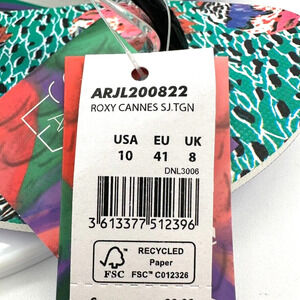 ARJL200822
ROXY CANNES SJ.TGN
USA EU UK
10 41 8
DNL3006
3 613377 512396
RECYCLED
Paper
FSC™ C012326
FSC